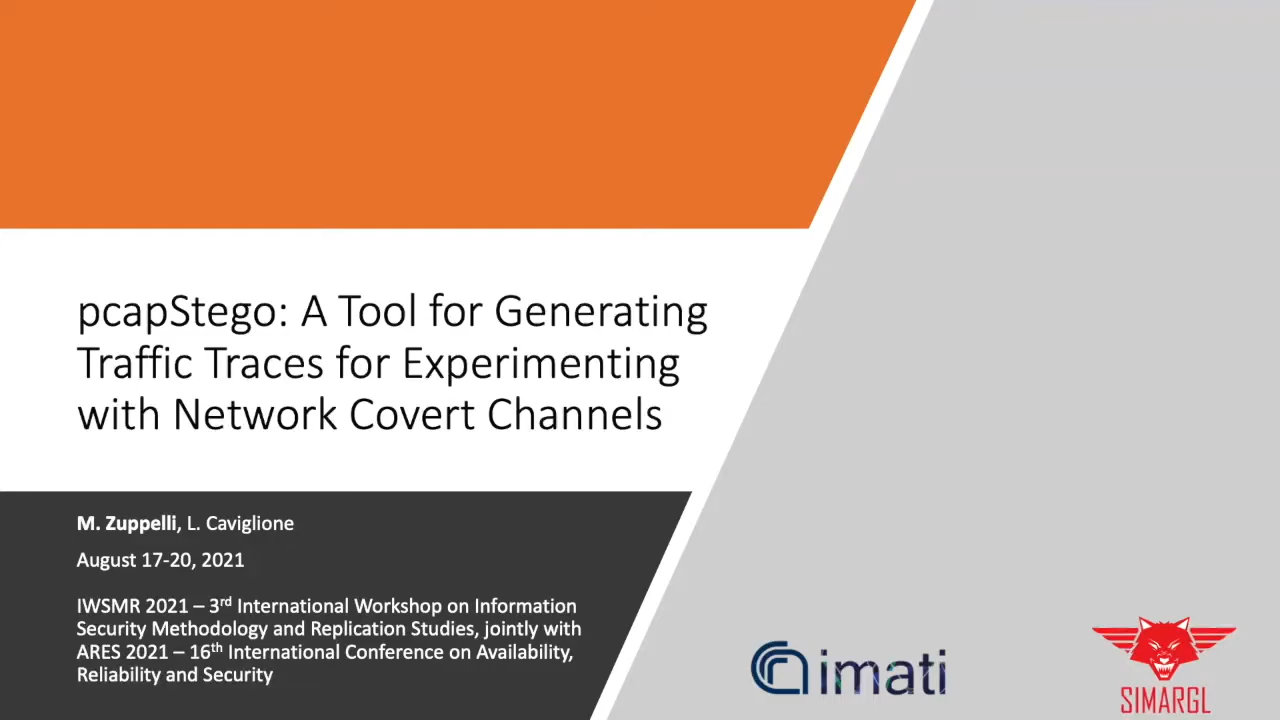 pcapStego: A Tool for Generating
Traffic Traces for Experimenting
with Network Covert Channels
M. Zuppelli, L. Caviglione
August 17-20, 2021
IWSMR 2021 – 3rd International Workshop on Information
Security Methodology and Replication Studies, jointly with
ARES 2021 – 16th International Conference on Availability,
Reliability and Security
imati
SIMARGL